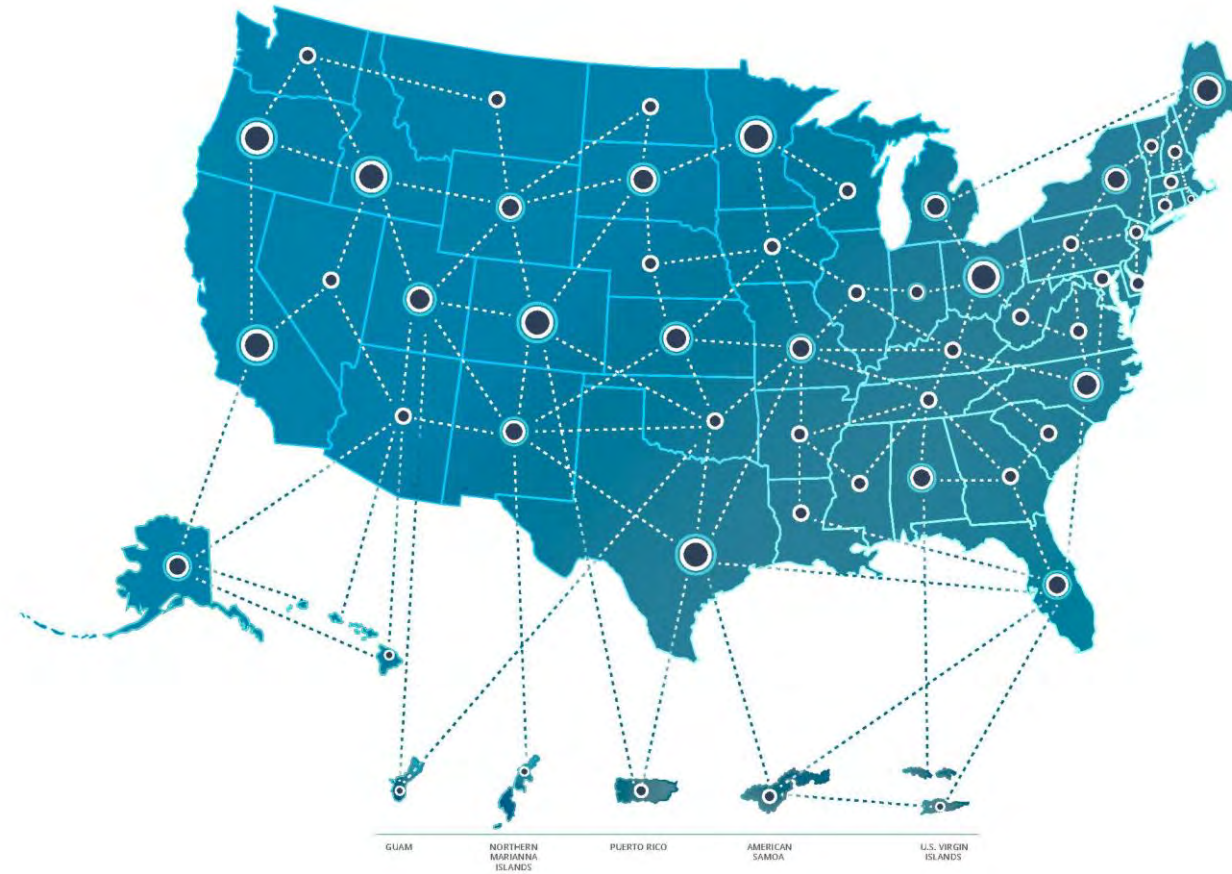 GUAM
NORTHERN
MARIANNA
ISLANDS
PUERTO RICO
AMERICAN
SAMOA
U.S. VIRGIN
ISLANDS